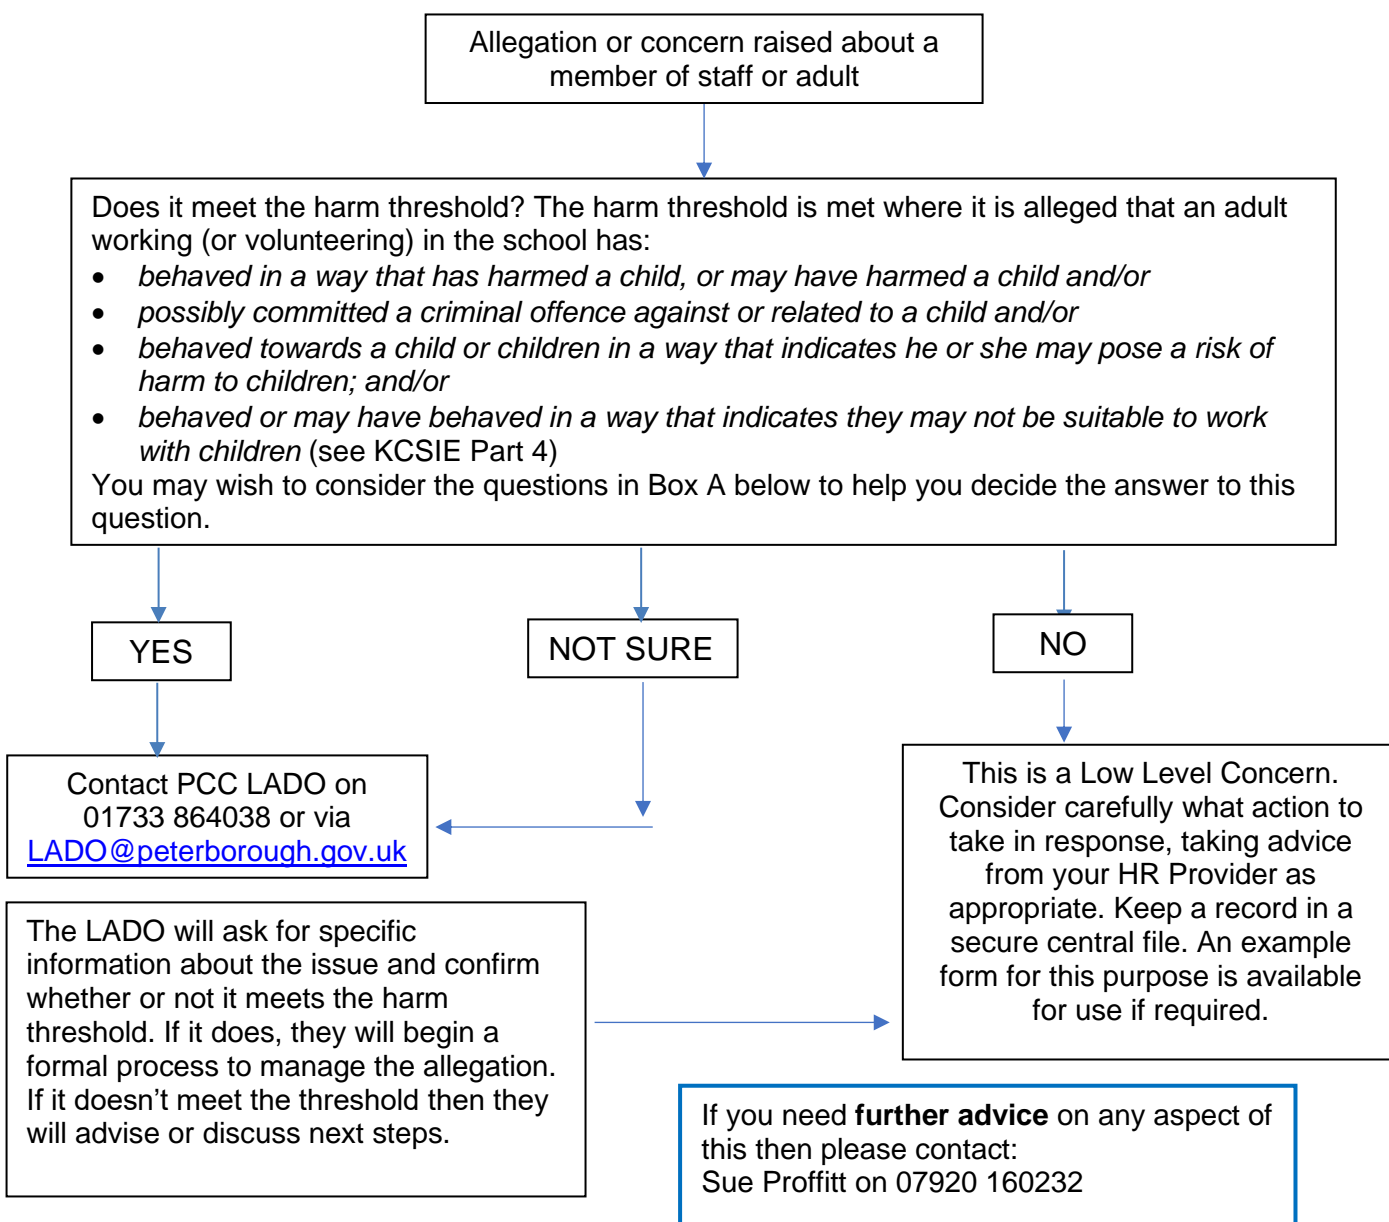 Allegation or concern raised about a
member of staff or adult
Does it meet the harm threshold? The harm threshold is met where it is alleged that an adult
working (or volunteering) in the school has:
• behaved in a way that has harmed a child, or may have harmed a child and/or
• possibly committed a criminal offence against or related to a child and/or
• behaved towards a child or children in a way that indicates he or she may pose a risk of
harm to children; and/or
• behaved or may have behaved in a way that indicates they may not be suitable to work
with children (see KCSIE Part 4)
You may wish to consider the questions in Box A below to help you decide the answer to this
question.
YES
NOT SURE
NO
Contact PCC LADO on
01733 864038 or via
LADO@peterborough.gov.uk
This is a Low Level Concern.
Consider carefully what action to
take in response, taking advice
from your HR Provider as
appropriate. Keep a record in a
secure central file. An example
form for this purpose is available
for use if required.
The LADO will ask for specific
information about the issue and confirm
whether or not it meets the harm
threshold. If it does, they will begin a
formal process to manage the allegation.
If it doesn’t meet the threshold then they
will advise or discuss next steps.
If you need further advice on any aspect of
this then please contact:
Sue Proffitt on 07920 160232